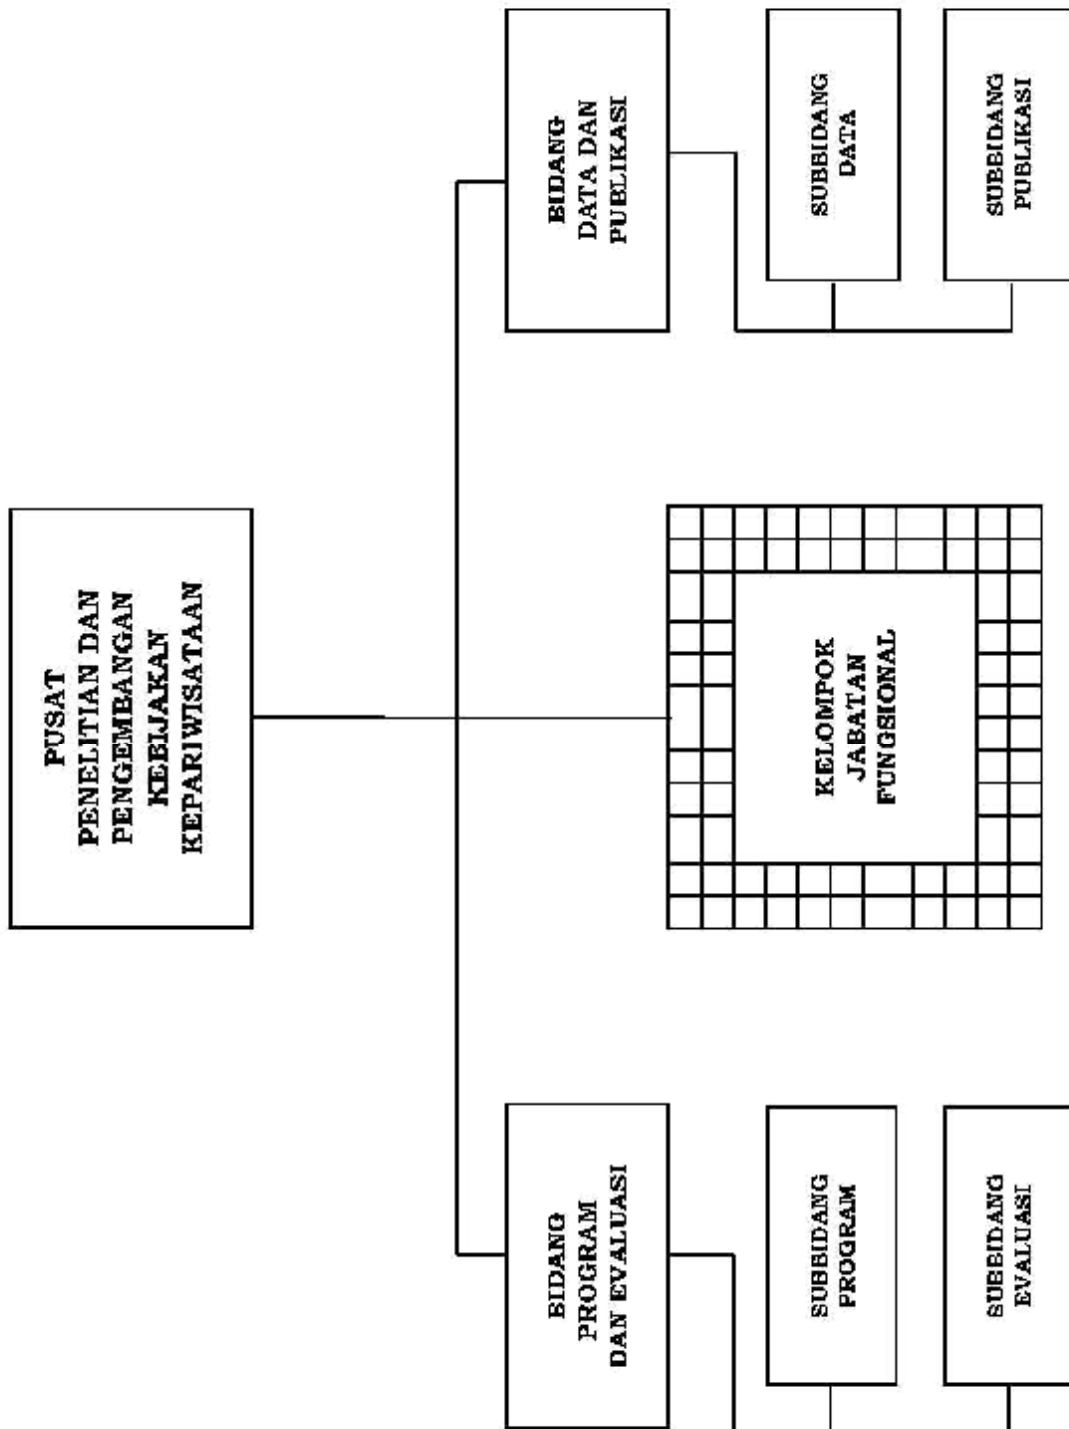 PUSAT
PENELITIAN DAN
PENGEMBANGAN
KEBIJAKAN
KEPARIWISATAAN
BIDANG
PROGRAM
DAN EVALUASI
BIDANG
DATA DAN
PUBLIKASI
SUBBIDANG
PROGRAM
SUBBIDANG
EVALUASI
KELOMPOK
JABATAN
FUNGSIONAL
SUBBIDANG
DATA
SUBBIDANG
PUBLIKASI